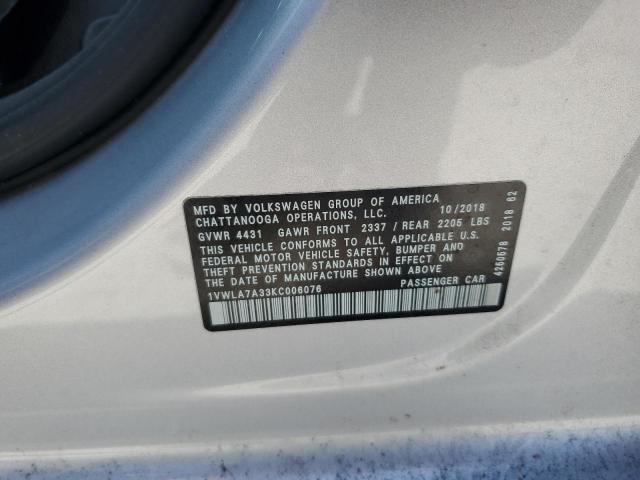 MFD BY VOLKSWAGEN GROUP OF AMERICA
CHATTANOOGA OPERATIONS, LLC. 10/2018
GVWR 4431 GAWR FRONT 2337 / REAR 2205 LBS
THIS VEHICLE CONFORMS TO ALL APPLICABLE U.S.
FEDERAL MOTOR VEHICLE SAFETY, BUMPER AND
THEFT PREVENTION STANDARDS IN EFFECT ON
THE DATE OF MANUFACTURE SHOWN ABOVE.
1VWLA7A33KC006076 PASSENGER CAR
4260578 2018 62